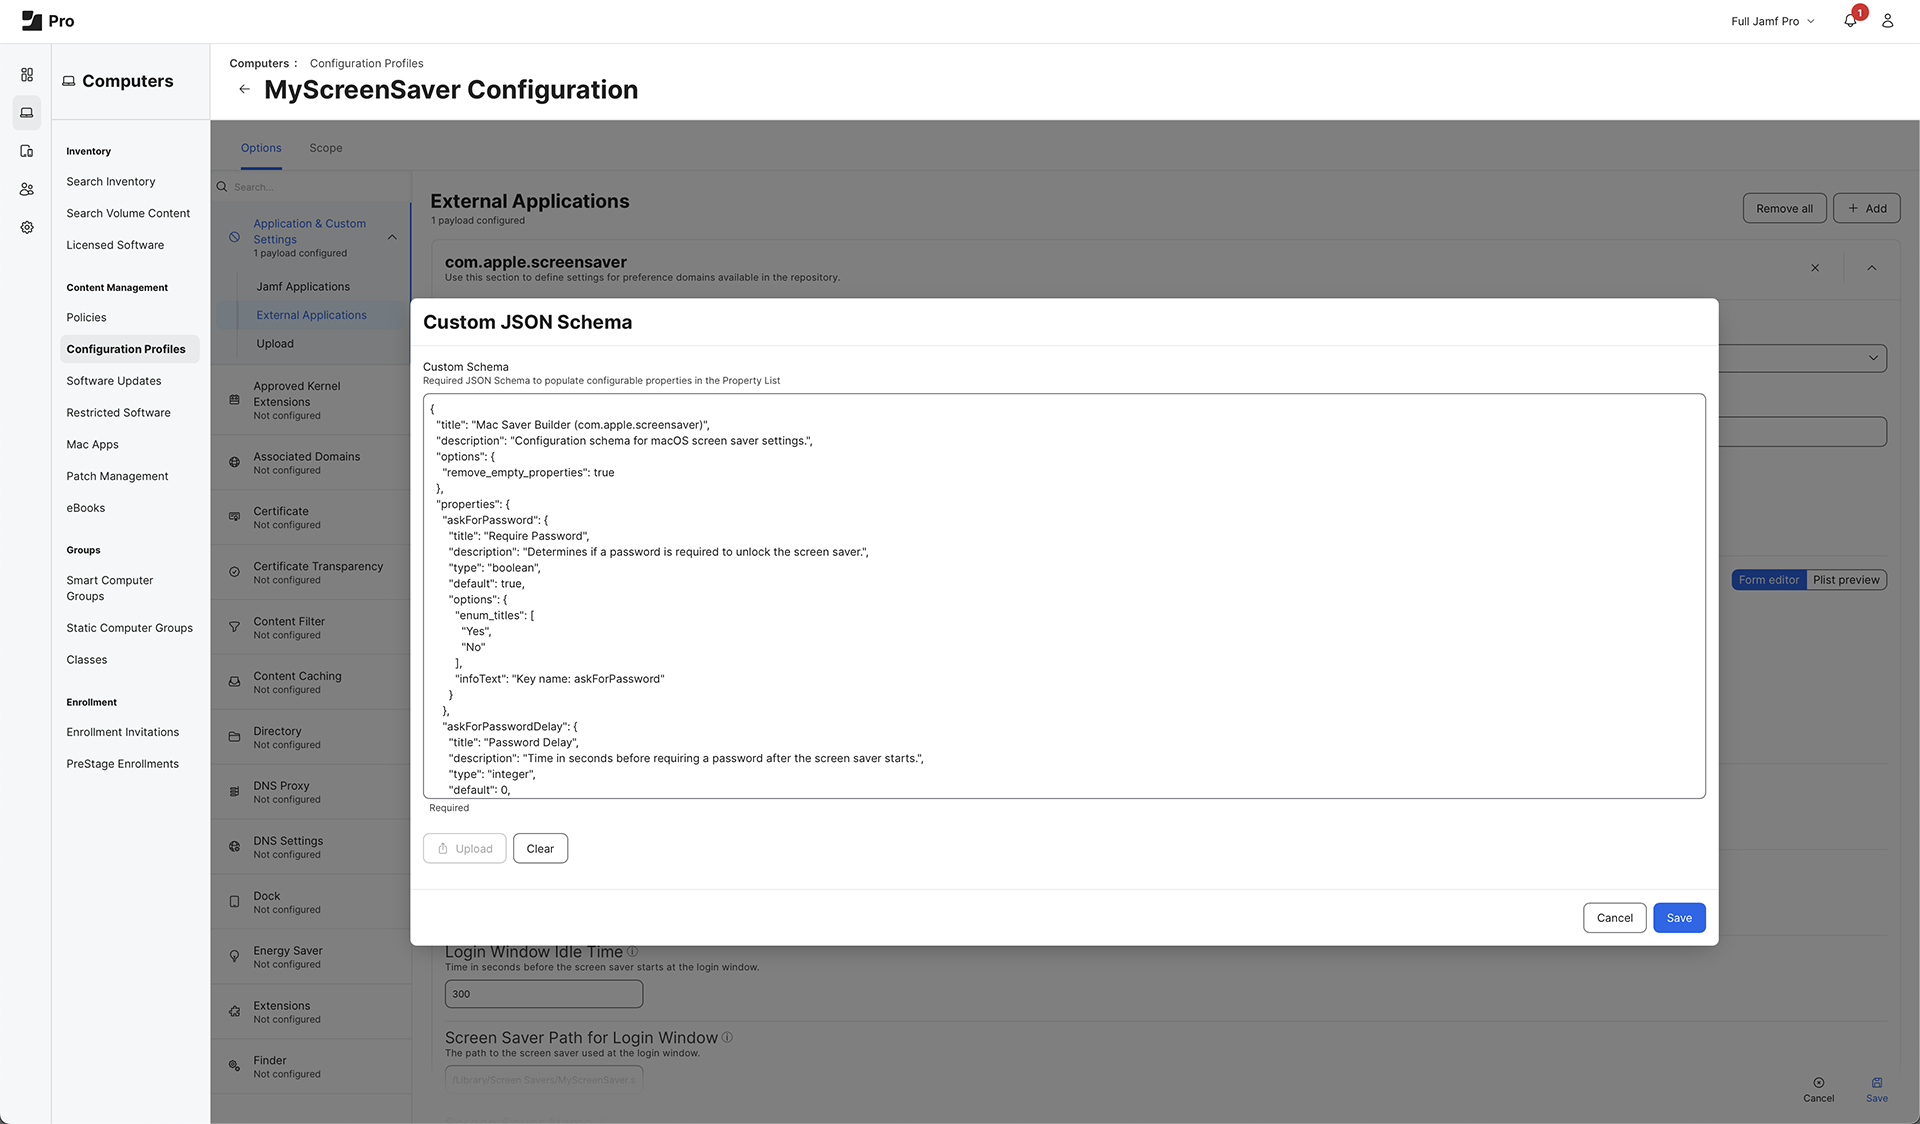 Pro
Full Jamf Pro
1
Computers
Inventory
Search Inventory
Search Volume Content
Licensed Software
Content Management
Policies
Configuration Profiles
Software Updates
Restricted Software
Mac Apps
Patch Management
eBooks
Groups
Smart Computer
Groups
Static Computer Groups
Classes
Enrollment
Enrollment Invitations
PreStage Enrollments
Computers : Configuration Profiles
MyScreenSaver Configuration
Options Scope
Search...
Application & Custom
Settings
1 payload configured
Jamf Applications
External Applications
Upload
Approved Kernel
Extensions
Not configured
Associated Domains
Not configured
Certificate
Not configured
Certificate Transparency
Not configured
Content Filter
Not configured
Content Caching
Not configured
Directory
Not configured
DNS Proxy
Not configured
DNS Settings
Not configured
Dock
Not configured
Energy Saver
Not configured
Extensions
Not configured
Finder
Not configured
External Applications
1 payload configured
Remove all
+ Add
com.apple.screensaver
Use this section to define settings for preference domains available in the repository.
Form editor Plist preview
Custom JSON Schema
Custom Schema
Required JSON Schema to populate configurable properties in the Property List
{
"title": "Mac Saver Builder (com.apple.screensaver)",
"description": "Configuration schema for macOS screen saver settings.",
"options": {
"remove_empty_properties": true
},
"properties": {
"askForPassword": {
"title": "Require Password",
"description": "Determines if a password is required to unlock the screen saver.",
"type": "boolean",
"default": true,
"options": {
"enum_titles": [
"Yes",
"No"
],
"infoText": "Key name: askForPassword"
}
},
"askForPasswordDelay": {
"title": "Password Delay",
"description": "Time in seconds before requiring a password after the screen saver starts.",
"type": "integer",
"default": 0,
Required
Upload
Clear
Cancel
Save
Login Window Idle Time
Time in seconds before the screen saver starts at the login window.
300
Screen Saver Path for Login Window
The path to the screen saver used at the login window.
/Library/Screen Savers/MyScreenSaver.s
Cancel
Save